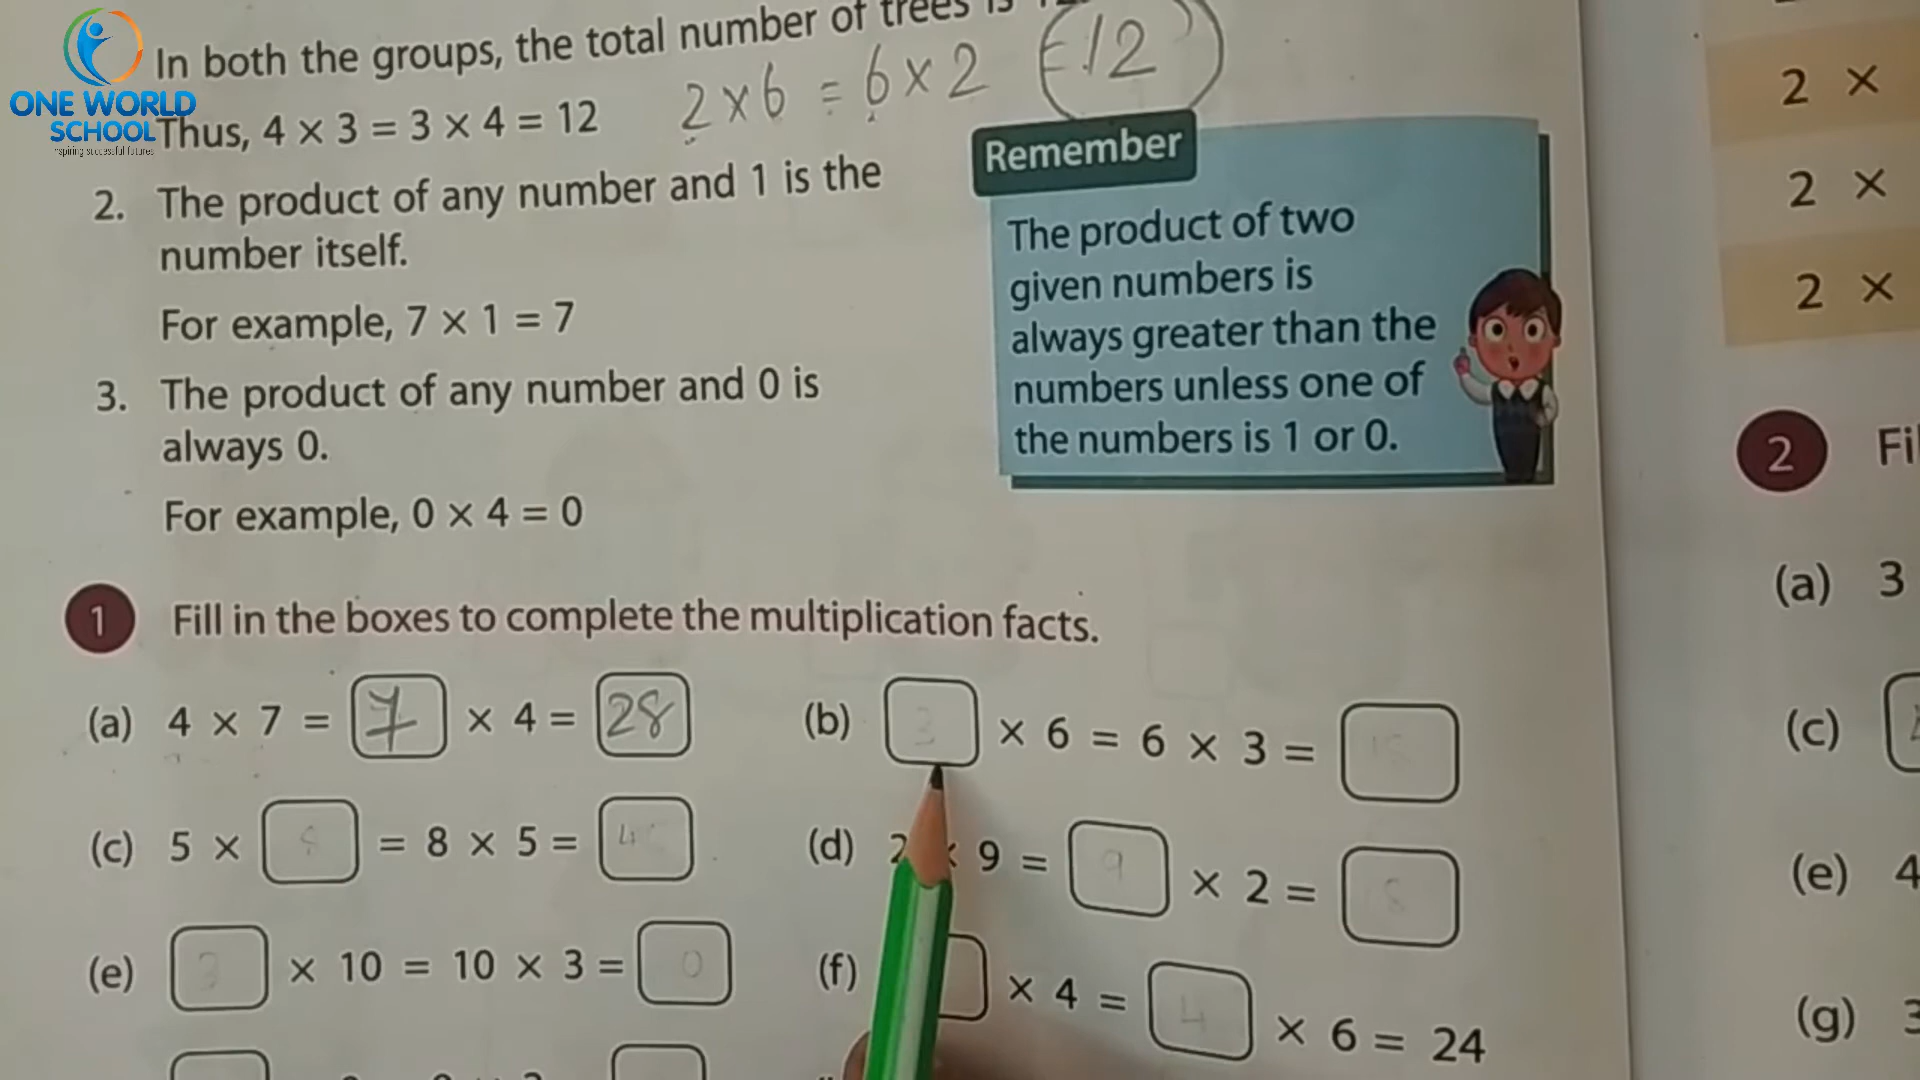 ONE WORLD
SCHOOL
In both the groups, the total number of trees is
2 × 6 = 6 × 2 = 12
Thus, 4 × 3 = 3 × 4 = 12
2. The product of any number and 1 is the
number itself.
For example, 7 × 1 = 7
3. The product of any number and 0 is
always 0.
For example, 0 × 4 = 0
Remember
The product of two
given numbers is
always greater than the
numbers unless one of
the numbers is 1 or 0.
1 Fill in the boxes to complete the multiplication facts.
(a) 4 × 7 = 7 × 4 = 28
(b) 3 × 6 = 6 × 3 =
(c) 5 × = 8 × 5 =
(d) 2 × 9 = 9 × 2 =
(e) 3 × 10 = 10 × 3 = 0
(f) × 4 = 4 × 6 = 24
2 ×
2 ×
2 ×
2
(a) 3
(c)
(e) 4
(g) 3